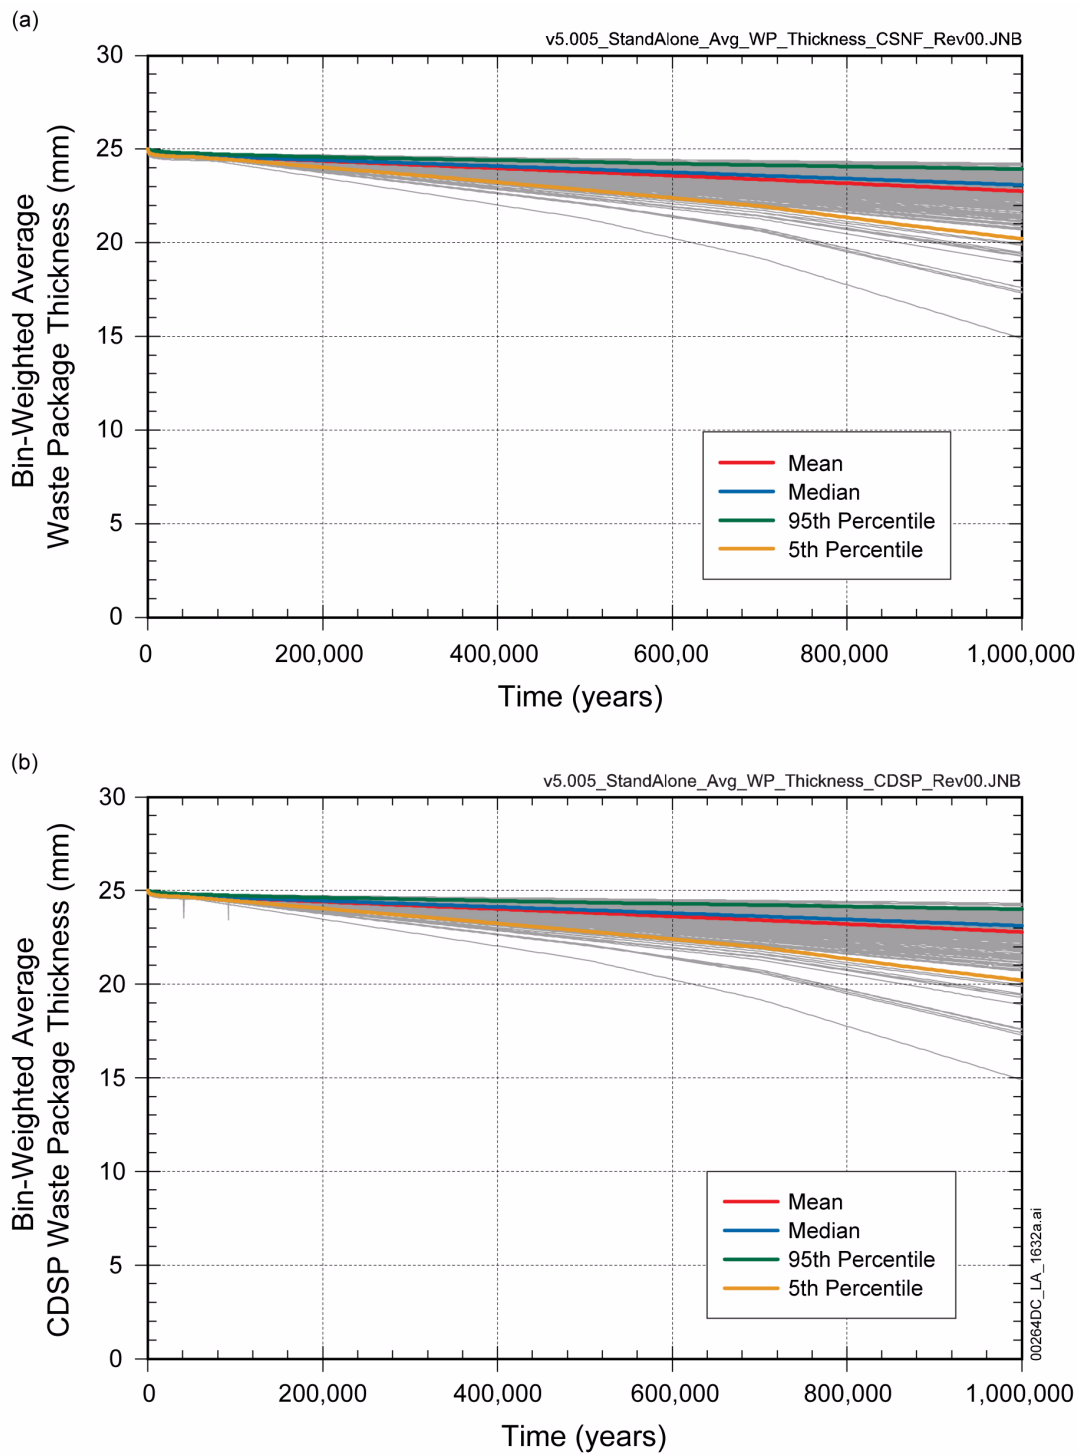 (a)
v5.005_StandAlone_Avg_WP_Thickness_CSNF_Rev00.JNB
30
25
20
15
10
5
0
Bin-Weighted Average
Waste Package Thickness (mm)
Mean
Median
95th Percentile
5th Percentile
0 200,000 400,000 600,00 800,000 1,000,000
Time (years)
(b)
v5.005_StandAlone_Avg_WP_Thickness_CDSP_Rev00.JNB
30
25
20
15
10
5
0
Bin-Weighted Average
CDSP Waste Package Thickness (mm)
Mean
Median
95th Percentile
5th Percentile
0 200,000 400,000 600,000 800,000 1,000,000
Time (years)
00264DC_LA_1632a.ai